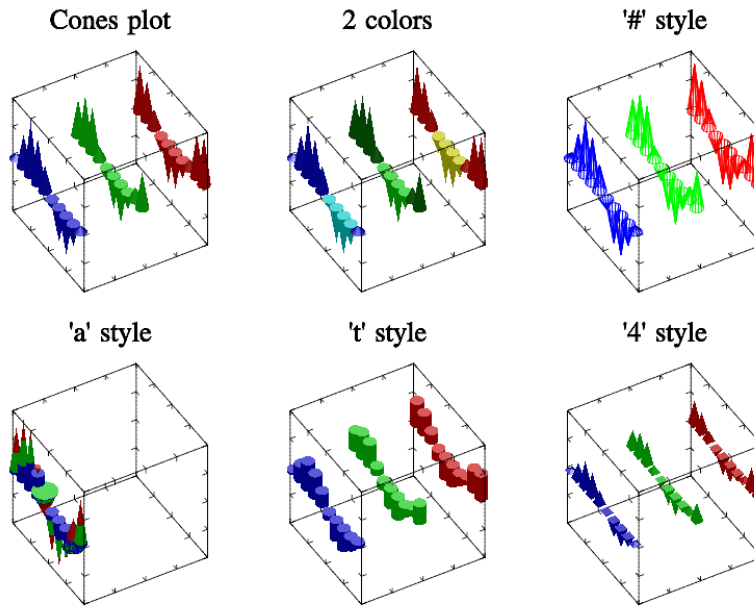 Cones plot
2 colors
'#' style
'a' style
't' style
'4' style